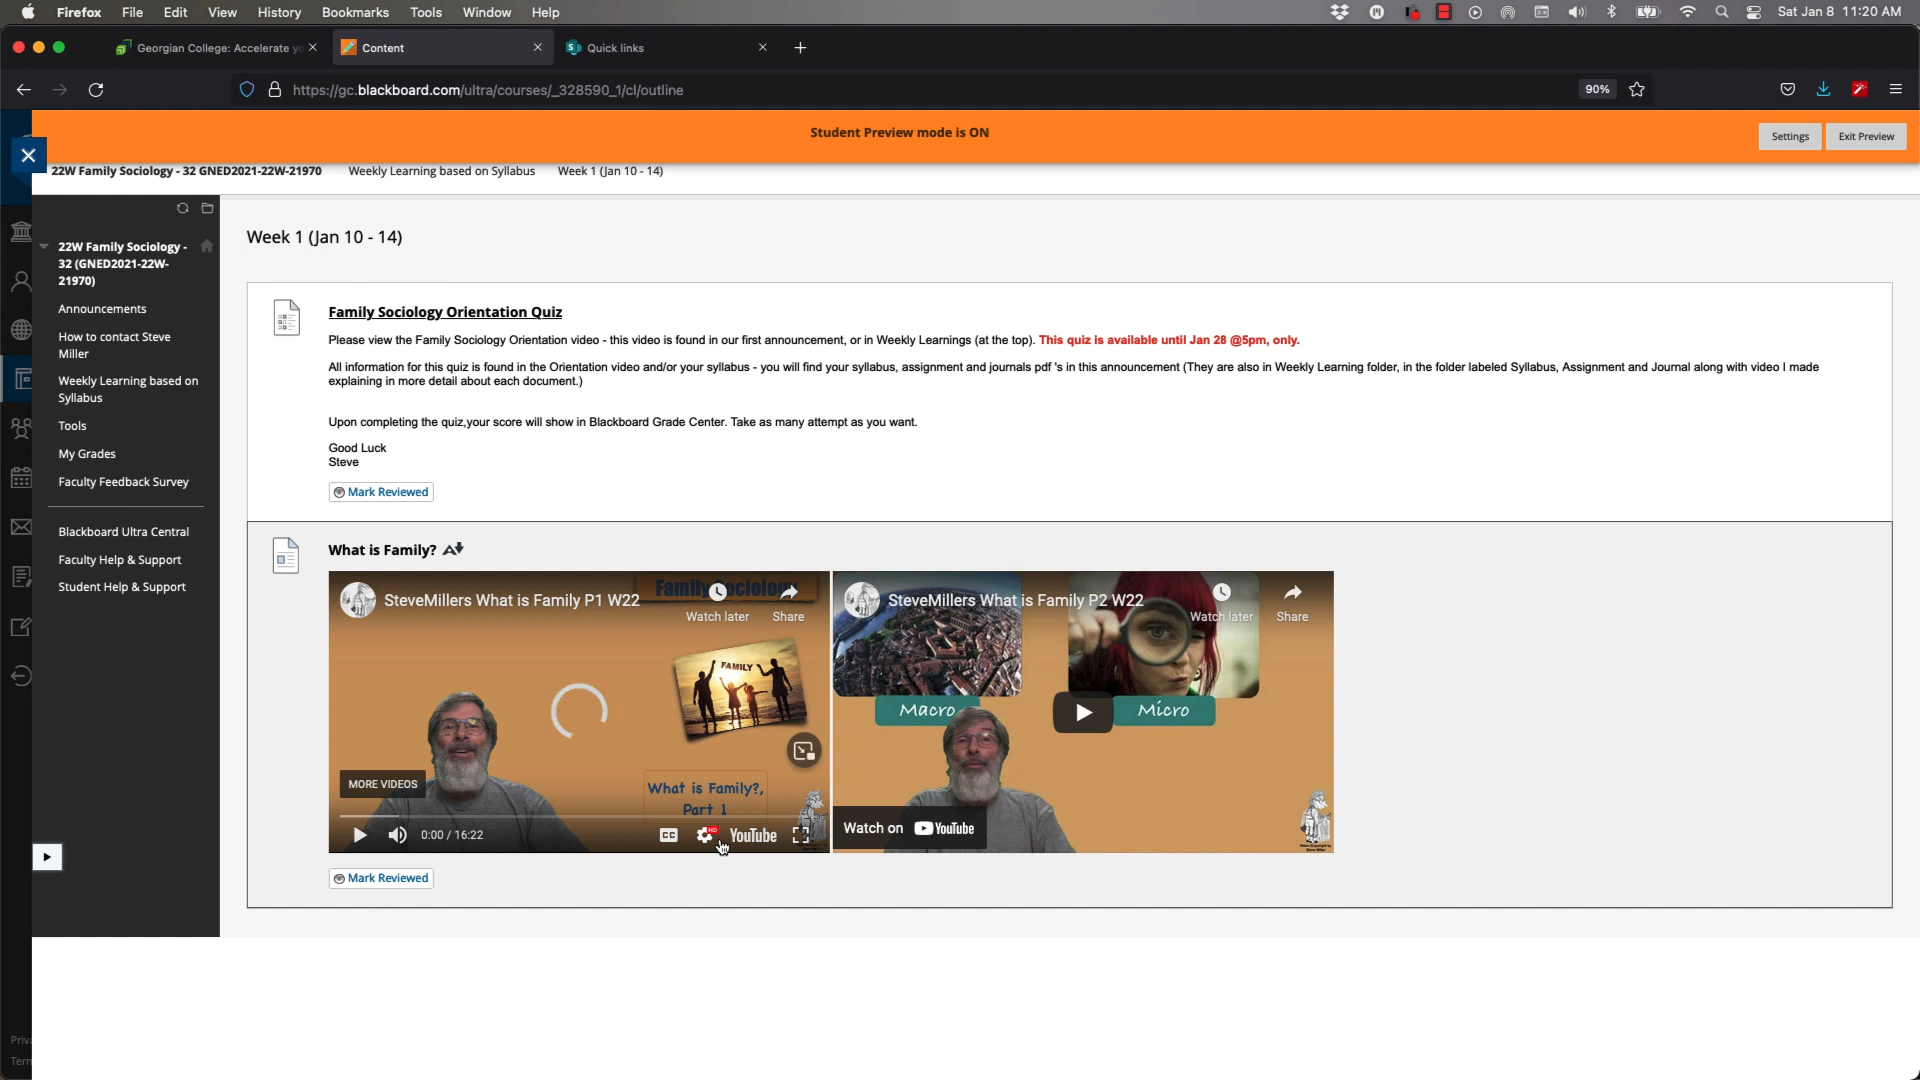 Firefox File Edit View History Bookmarks Tools Window Help
Sat Jan 8 11:20 AM
Georgian College: Accelerate yo
Content
Quick links
https://gc.blackboard.com/ultra/courses/_328590_1/cl/outline
90%
Student Preview mode is ON
Settings
Exit Preview
22W Family Sociology - 32 GNED2021-22W-21970
Weekly Learning based on Syllabus
Week 1 (Jan 10 - 14)
22W Family Sociology -
32 (GNED2021-22W-
21970)
Announcements
How to contact Steve
Miller
Weekly Learning based on
Syllabus
Tools
My Grades
Faculty Feedback Survey
Blackboard Ultra Central
Faculty Help & Support
Student Help & Support
Week 1 (Jan 10 - 14)
Family Sociology Orientation Quiz
Please view the Family Sociology Orientation video - this video is found in our first announcement, or in Weekly Learnings (at the top). This quiz is available until Jan 28 @5pm, only.
All information for this quiz is found in the Orientation video and/or your syllabus - you will find your syllabus, assignment and journals pdf 's in this announcement (They are also in Weekly Learning folder, in the folder labeled Syllabus, Assignment and Journal along with video I made
explaining in more detail about each document.)
Upon completing the quiz,your score will show in Blackboard Grade Center. Take as many attempt as you want.
Good Luck
Steve
Mark Reviewed
What is Family?
SteveMillers What is Family P1 W22
Family Sociology
Watch later
Share
FAMILY
MORE VIDEOS
What is Family?,
Part 1
0:00 / 16:22
CC
HD
YouTube
SteveMillers What is Family P2 W22
Watch later
Share
Macro
Micro
Watch on YouTube
Mark Reviewed
Priv
Tern